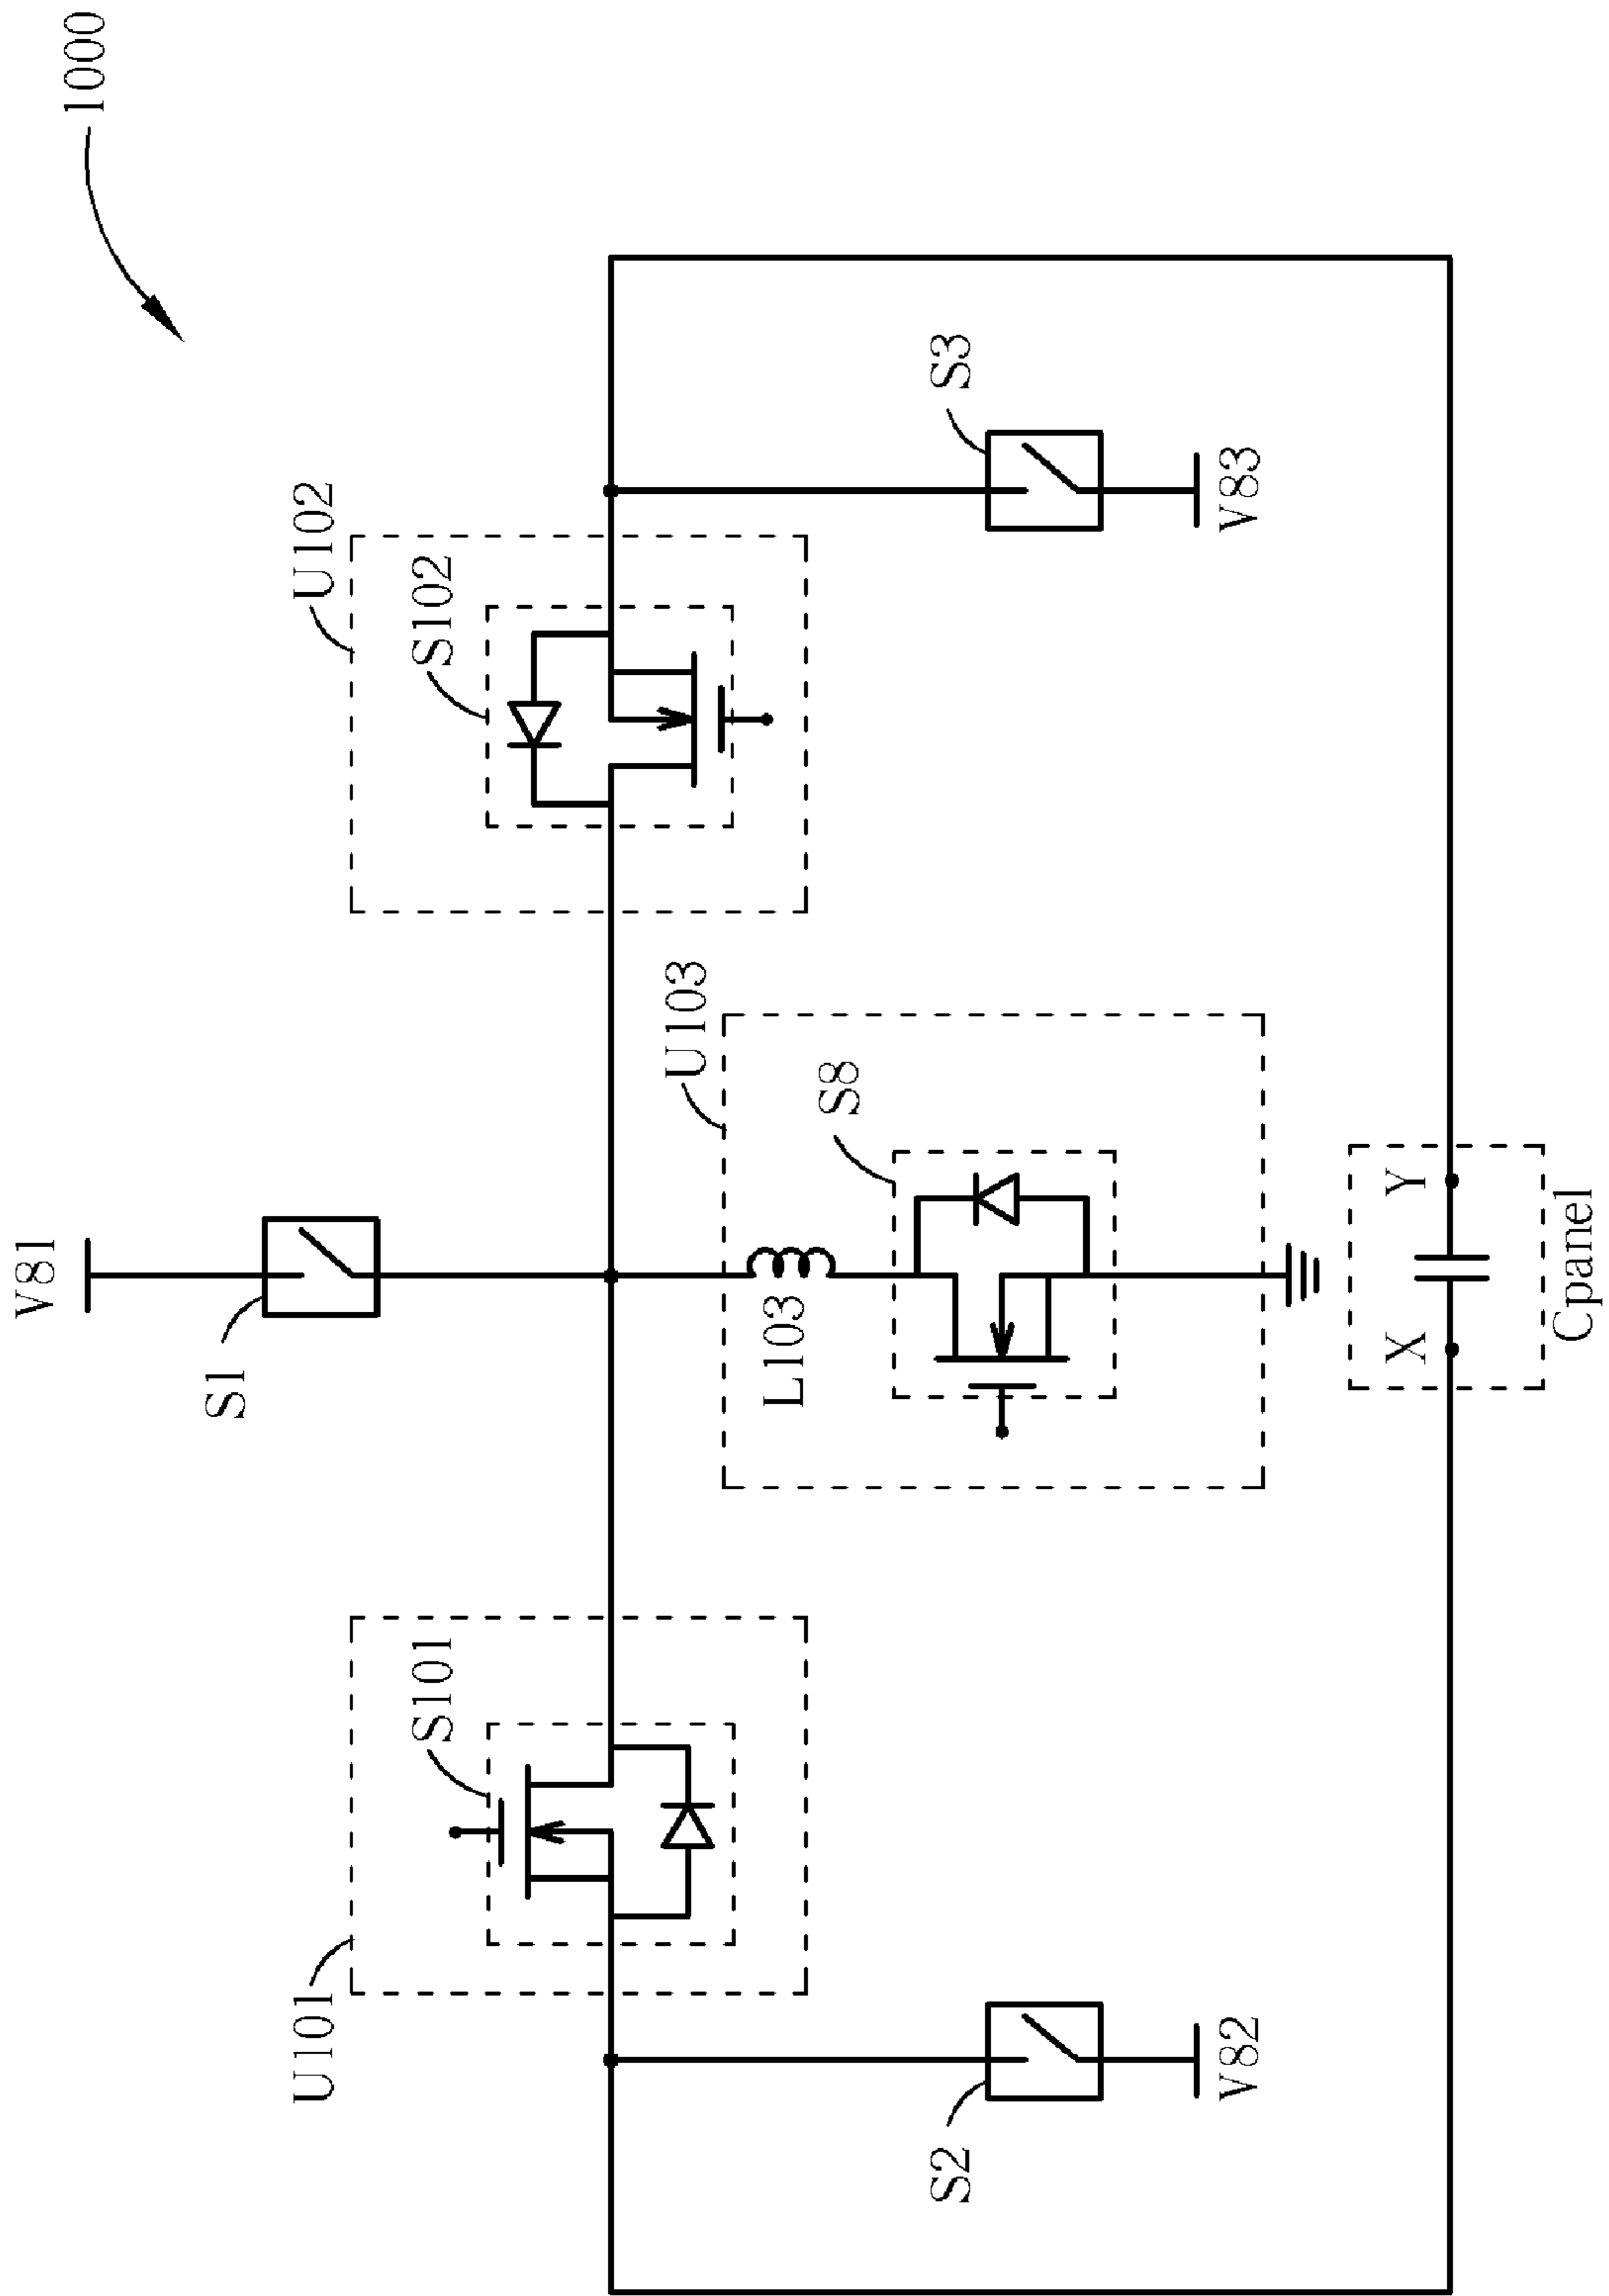 1000
V81
S1
U101
S101
U102
S102
U103
L103
S8
S2
V82
S3
V83
X
Y
Cpanel